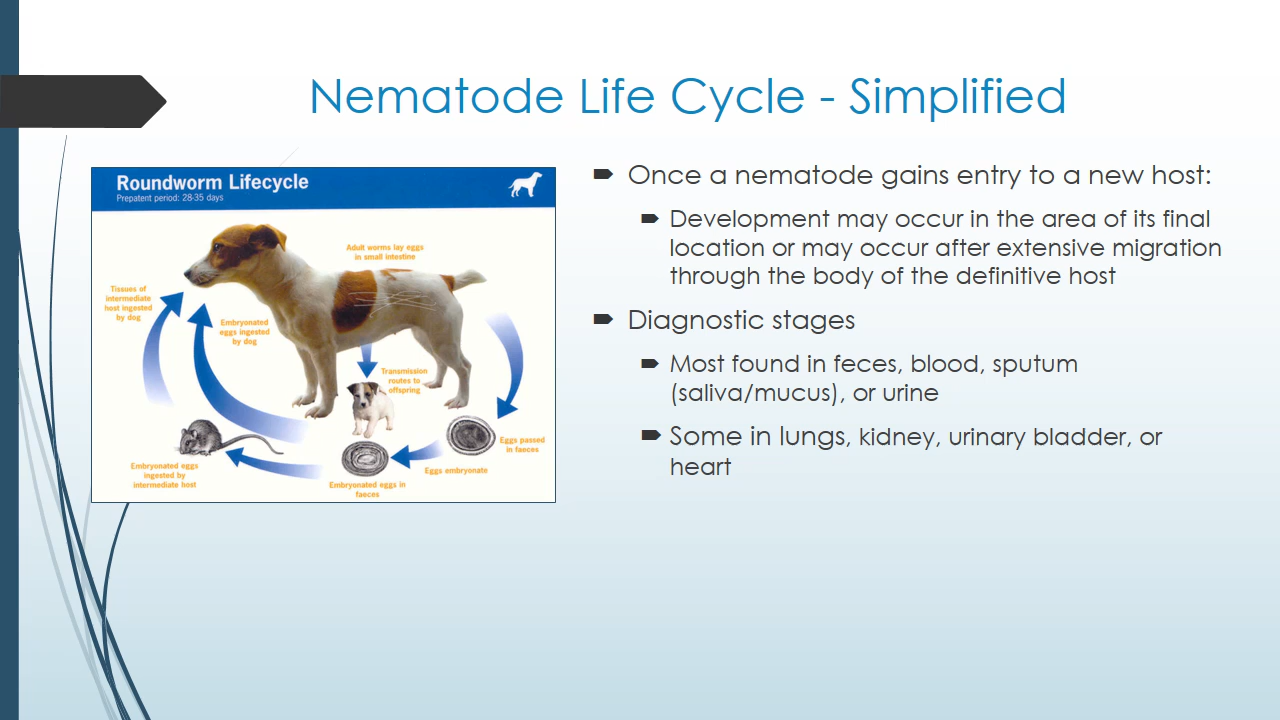 Nematode Life Cycle - Simplified
Roundworm Lifecycle
Prepatent period: 28-35 days
Adult worms lay eggs
in small intestine
Tissues of
intermediate
host ingested
by dog
Embryonated
eggs ingested
by dog
Transmission
routes to
offspring
Eggs passed
in faeces
Eggs embryonate
Embryonated eggs in
faeces
Embryonated eggs
ingested by
intermediate host
Once a nematode gains entry to a new host:
Development may occur in the area of its final
location or may occur after extensive migration
through the body of the definitive host
Diagnostic stages
Most found in feces, blood, sputum
(saliva/mucus), or urine
Some in lungs, kidney, urinary bladder, or
heart